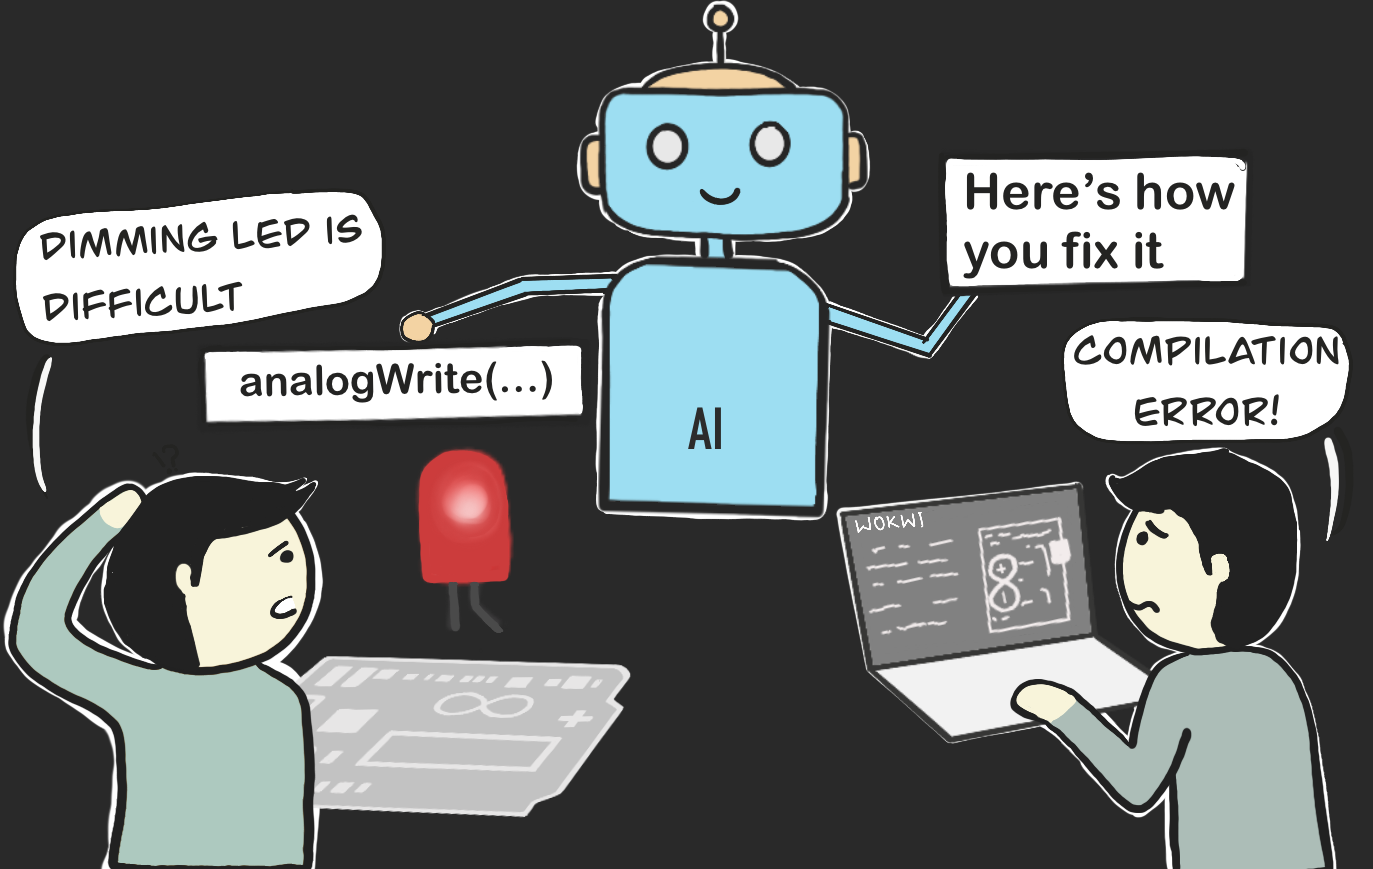 DIMMING LED IS
DIFFICULT
analogWrite(...)
AI
Here's how
you fix it
COMPILATION
ERROR!
?
WOKWI